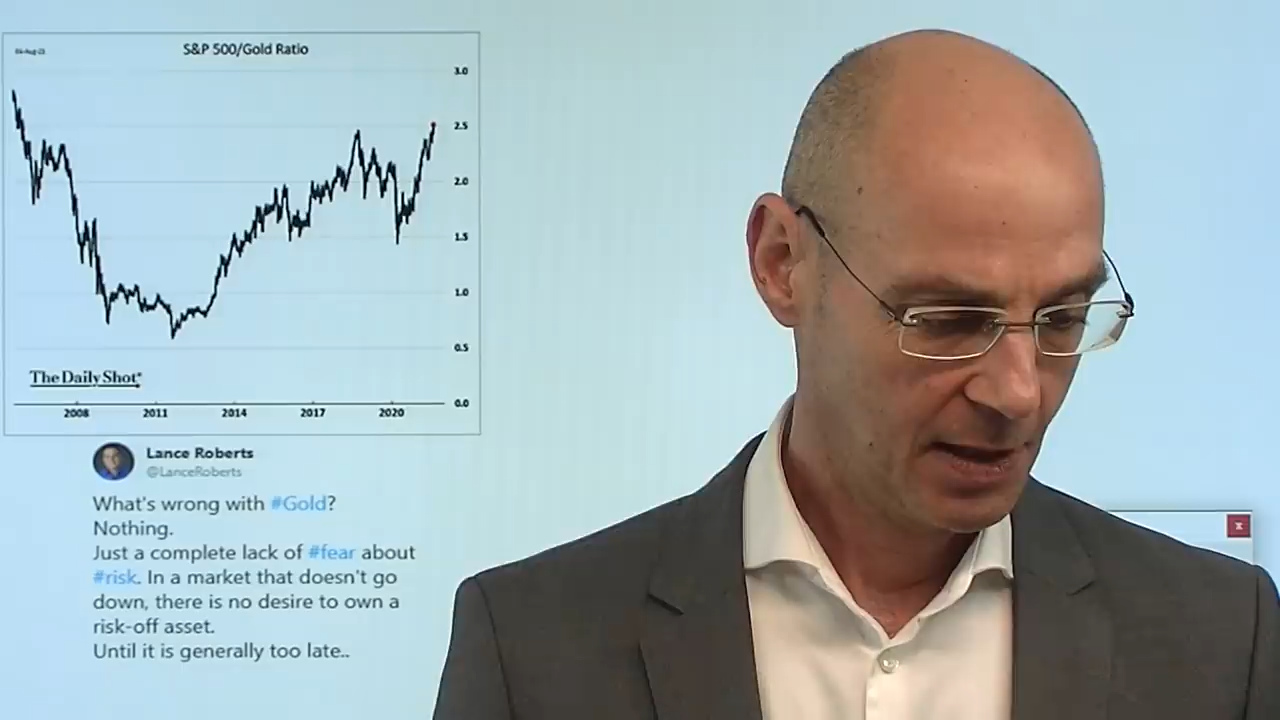 S&P 500/Gold Ratio
3.0
2.5
2.0
1.5
1.0
0.5
0.0
The Daily Shot
2008 2011 2014 2017 2020
Lance Roberts
@LanceRoberts
What's wrong with #Gold?
Nothing.
Just a complete lack of #fear about
#risk. In a market that doesn't go
down, there is no desire to own a
risk-off asset.
Until it is generally too late..
x